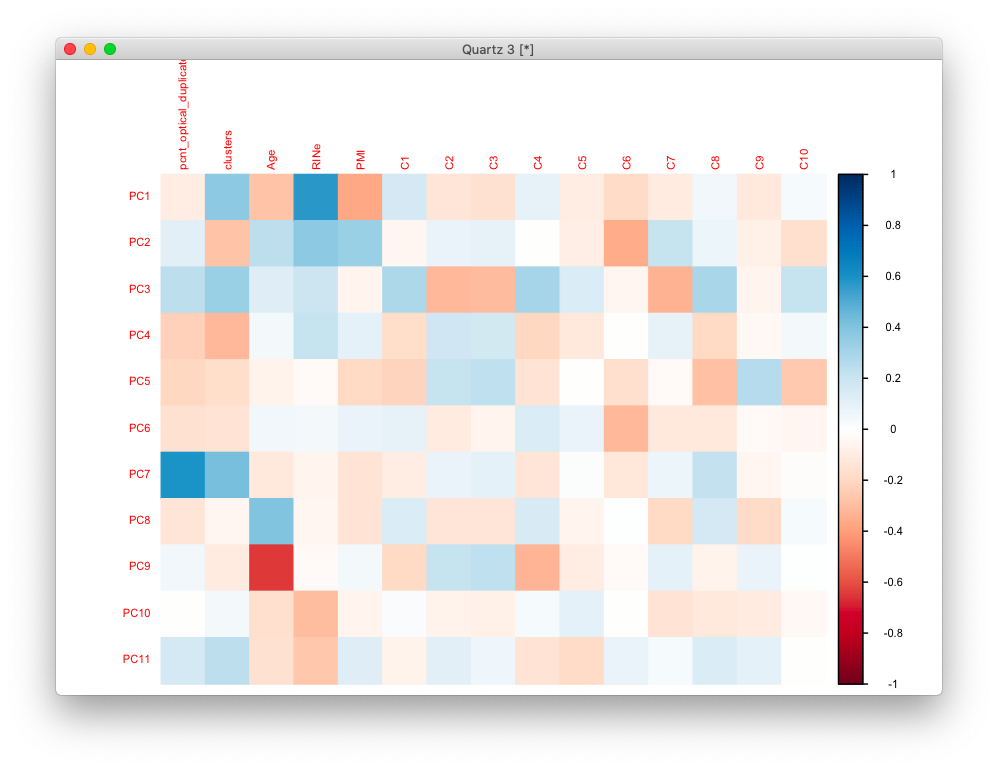 Quartz 3 [*]
pcnt_optical_duplicate
clusters
Age
RINe
PMI
C1
C2
C3
C4
C5
C6
C7
C8
C9
C10
PC1
PC2
PC3
PC4
PC5
PC6
PC7
PC8
PC9
PC10
PC11
1
0.8
0.6
0.4
0.2
0
-0.2
-0.4
-0.6
-0.8
-1